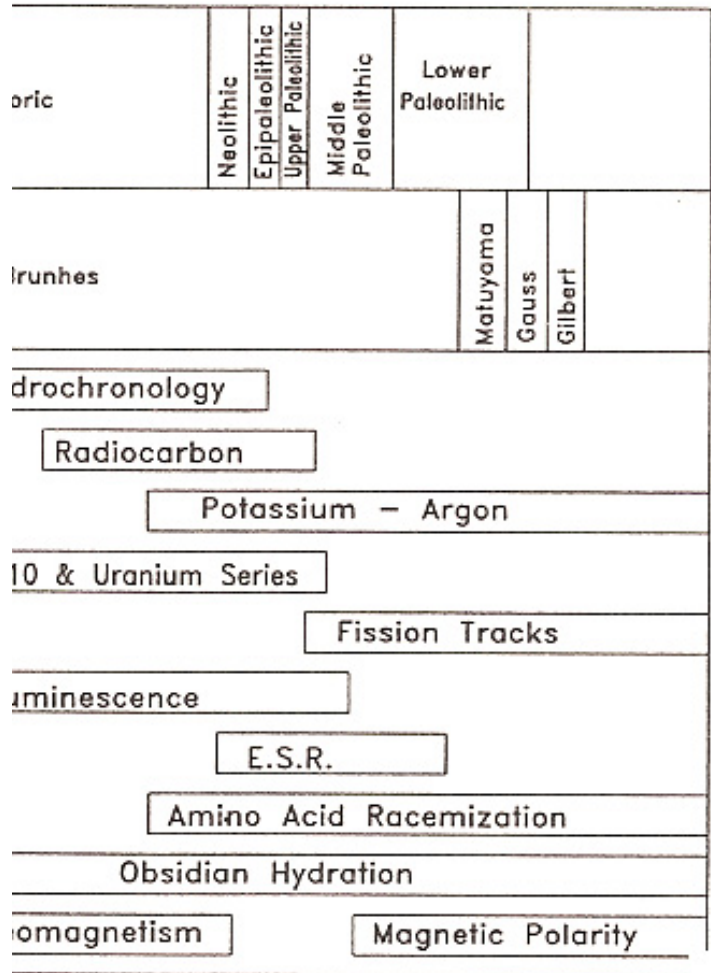 oric
Neolithic
Epipaleolithic
Upper Paleolithic
Middle
Paleolithic
Lower
Paleolithic
Brunhes
Matuyama
Gauss
Gilbert
drochronology
Radiocarbon
Potassium – Argon
10 & Uranium Series
Fission Tracks
uminescence
E.S.R.
Amino Acid Racemization
Obsidian Hydration
omagnetism
Magnetic Polarity